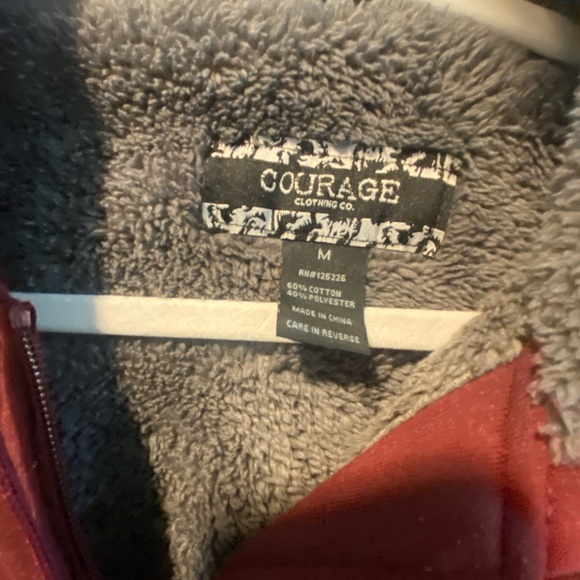 COURAGE
CLOTHING CO.
M
RN#125226
60% COTTON
40% POLYESTER
MADE IN CHINA
CARE IN REVERSE